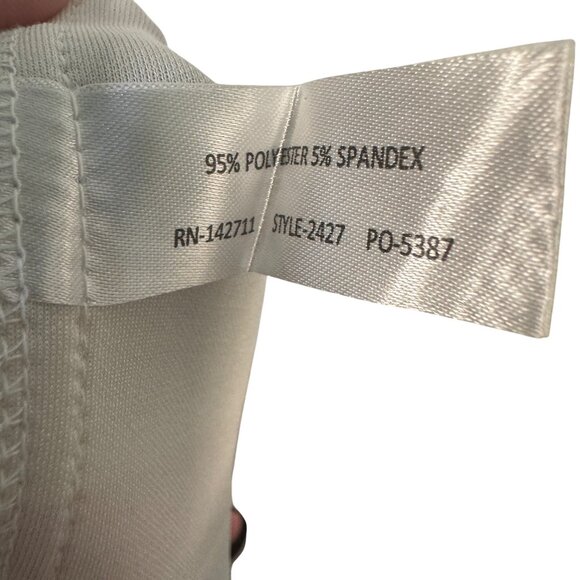 95% POLYESTER 5% SPANDEX
RN-142711 STYLE-2427 PO-5387